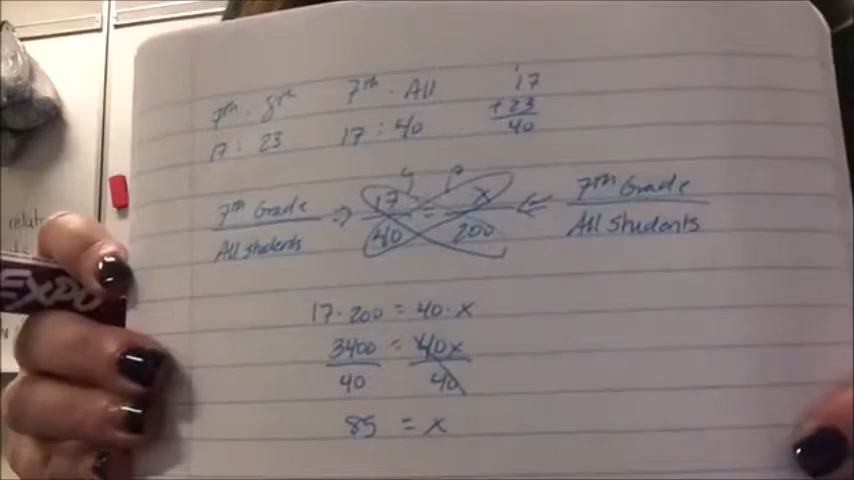 7th : 8th 7th : All 17
17 : 23 17 : 40 + 23
40
7th Grade => 17 = x <= 7th Grade
All students 40 200 All students
17 · 200 = 40 · x
3400 = 40x
40 40
85 = x
EXPO
relat